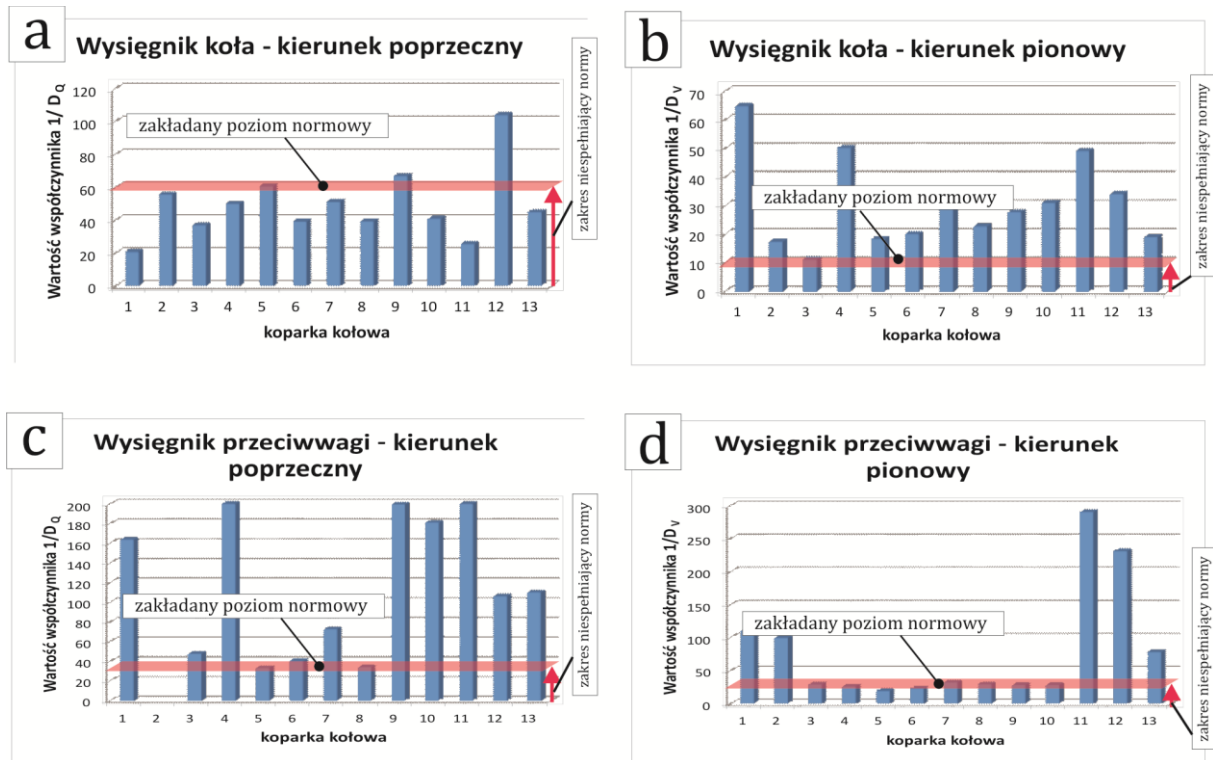 a
Wysięgnik koła - kierunek poprzeczny
Wartość współczynnika 1/ D_Q
120
100
80
60
40
20
0
zakładany poziom normowy
zakres niespełniający normy
1 2 3 4 5 6 7 8 9 10 11 12 13
koparka kołowa
b
Wysięgnik koła - kierunek pionowy
Wartość współczynnika 1/D_V
70
60
50
40
30
20
10
0
zakładany poziom normowy
zakres niespełniający normy
1 2 3 4 5 6 7 8 9 10 11 12 13
koparka kołowa
c
Wysięgnik przeciwwagi - kierunek
poprzeczny
Wartość współczynnika 1/D_Q
200
180
160
140
120
100
80
60
40
20
0
zakładany poziom normowy
zakres niespełniający normy
1 2 3 4 5 6 7 8 9 10 11 12 13
koparka kołowa
d
Wysięgnik przeciwwagi - kierunek
pionowy
Wartość współczynnika 1/D_V
300
250
200
150
100
50
0
zakładany poziom normowy
zakres niespełniający normy
1 2 3 4 5 6 7 8 9 10 11 12 13
koparka kołowa